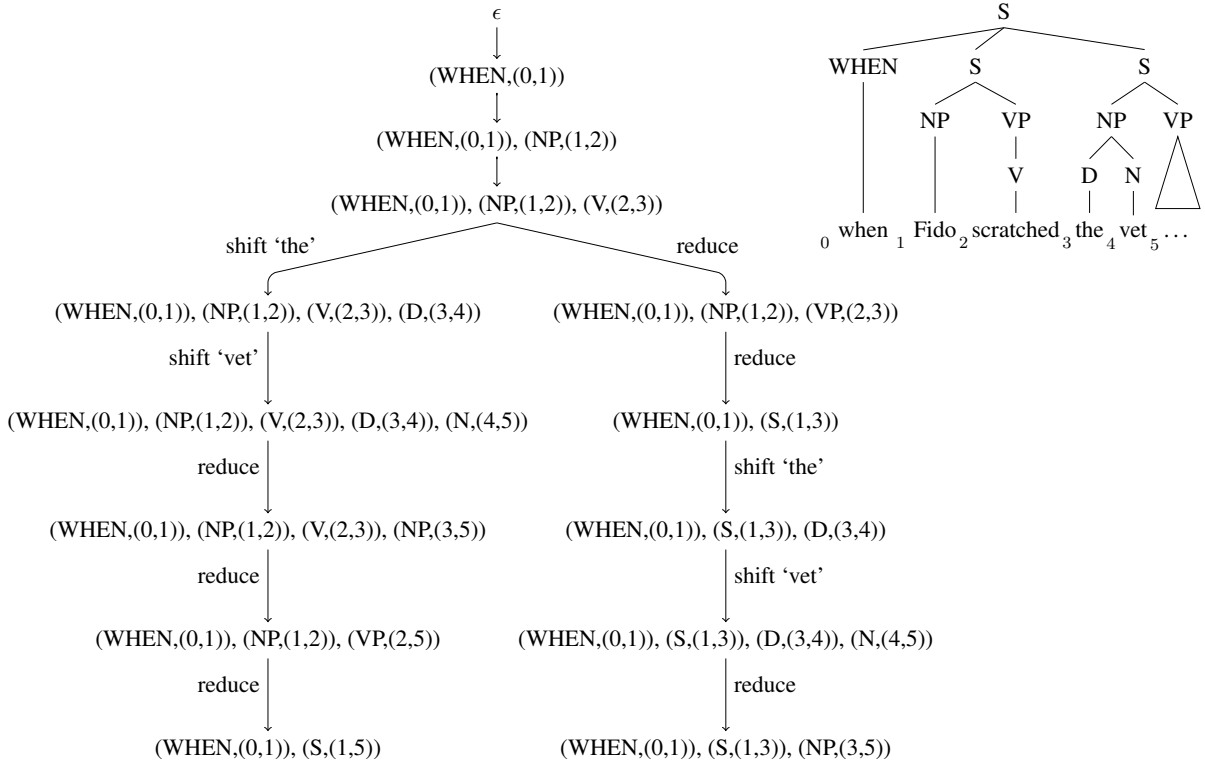 ϵ
(WHEN,(0,1))
(WHEN,(0,1)), (NP,(1,2))
(WHEN,(0,1)), (NP,(1,2)), (V,(2,3))
shift ‘the’
reduce
(WHEN,(0,1)), (NP,(1,2)), (V,(2,3)), (D,(3,4))
(WHEN,(0,1)), (NP,(1,2)), (VP,(2,3))
shift ‘vet’
reduce
(WHEN,(0,1)), (NP,(1,2)), (V,(2,3)), (D,(3,4)), (N,(4,5))
(WHEN,(0,1)), (S,(1,3))
reduce
shift ‘the’
(WHEN,(0,1)), (NP,(1,2)), (V,(2,3)), (NP,(3,5))
(WHEN,(0,1)), (S,(1,3)), (D,(3,4))
reduce
shift ‘vet’
(WHEN,(0,1)), (NP,(1,2)), (VP,(2,5))
(WHEN,(0,1)), (S,(1,3)), (D,(3,4)), (N,(4,5))
reduce
reduce
(WHEN,(0,1)), (S,(1,5))
(WHEN,(0,1)), (S,(1,3)), (NP,(3,5))
S
WHEN S S
NP VP NP VP
V D N
0 when 1 Fido 2 scratched 3 the 4 vet 5 ...